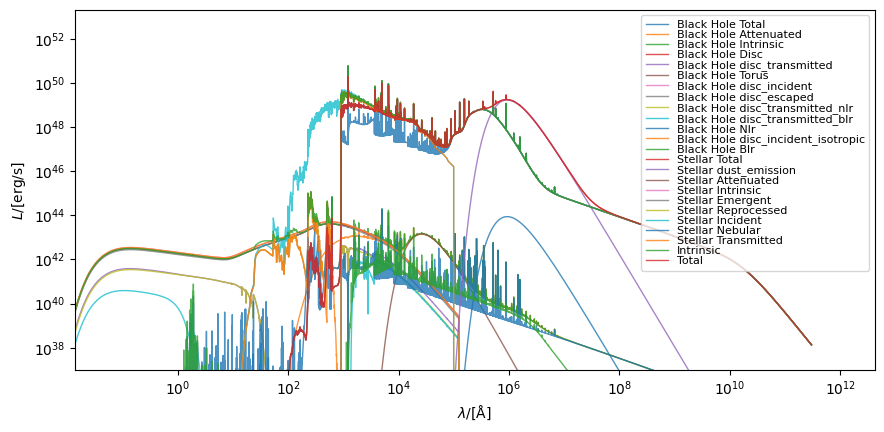 10^52
10^50
10^48
10^46
10^44
10^42
10^40
10^38
L/[erg/s]
10^0
10^2
10^4
10^6
10^8
10^10
10^12
λ/[Å]
Black Hole Total
Black Hole Attenuated
Black Hole Intrinsic
Black Hole Disc
Black Hole disc_transmitted
Black Hole Torus
Black Hole disc_incident
Black Hole disc_escaped
Black Hole disc_transmitted_nlr
Black Hole disc_transmitted_blr
Black Hole Nlr
Black Hole disc_incident_isotropic
Black Hole Blr
Stellar Total
Stellar dust_emission
Stellar Attenuated
Stellar Intrinsic
Stellar Emergent
Stellar Reprocessed
Stellar Incident
Stellar Nebular
Stellar Transmitted
Intrinsic
Total